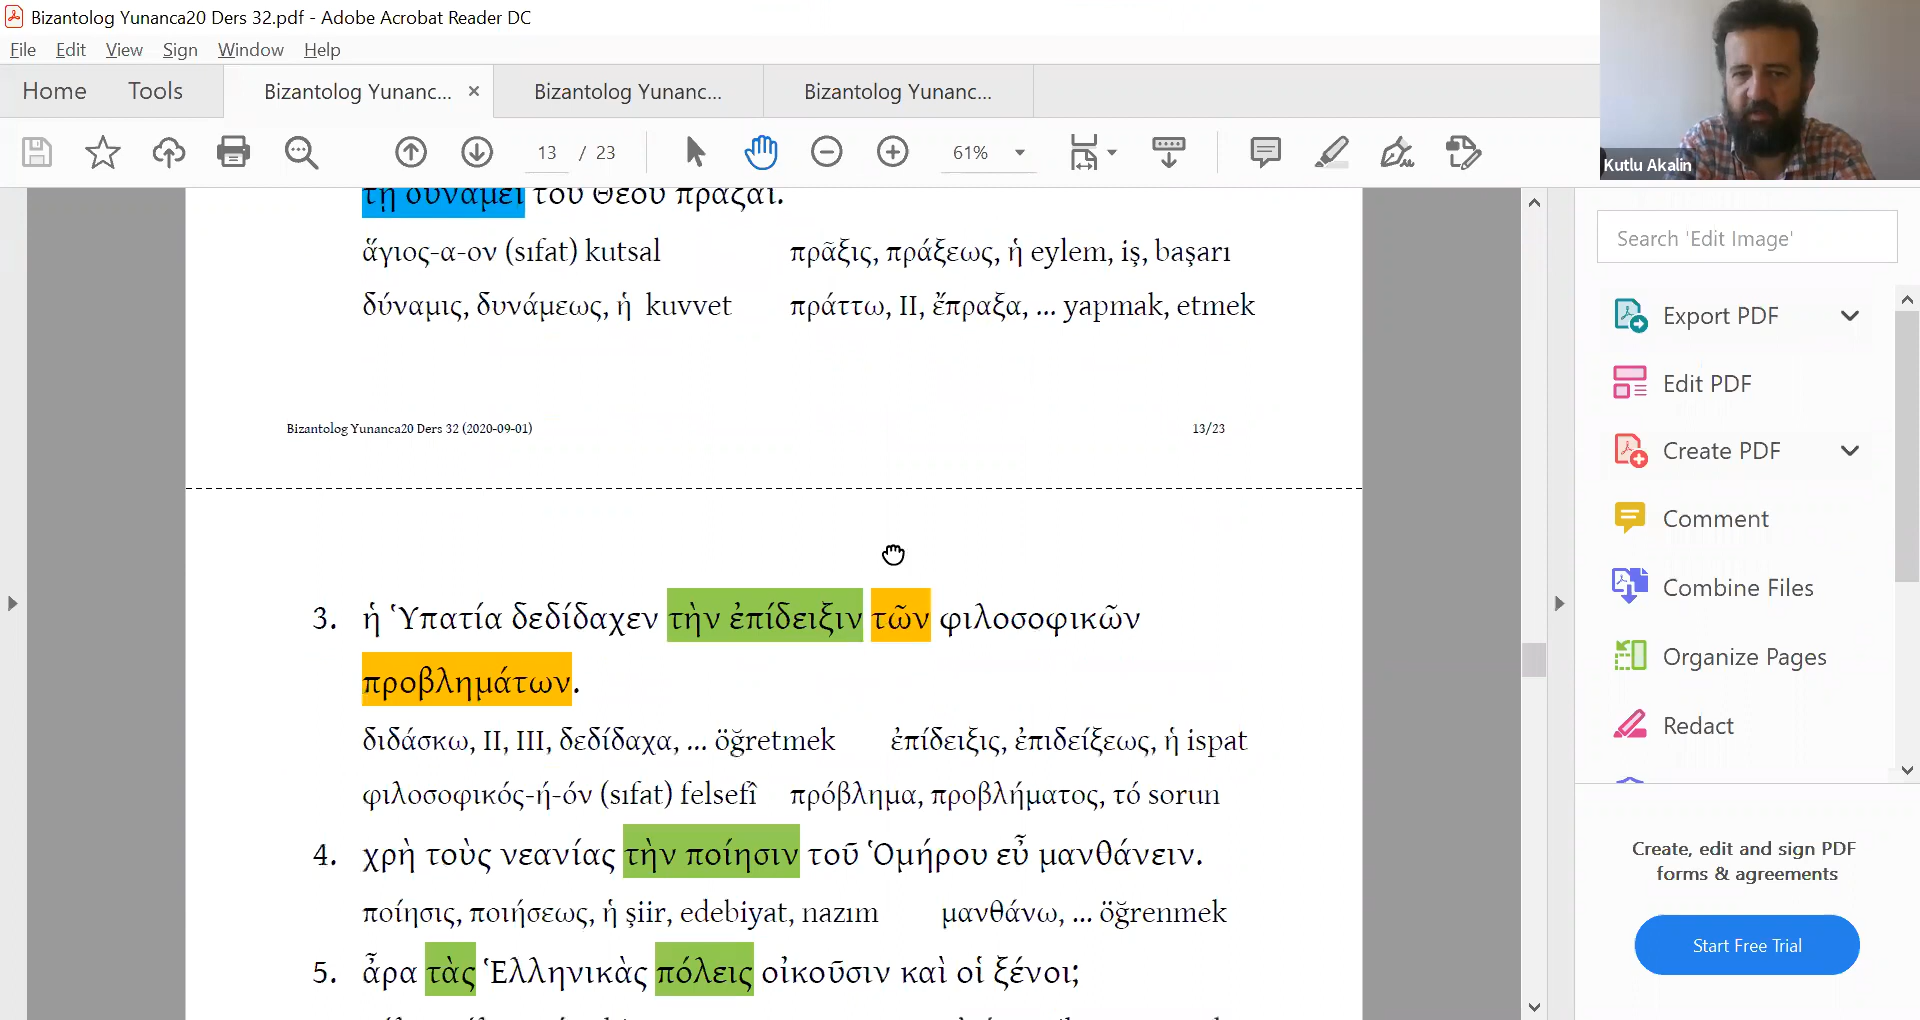 Bizantolog Yunanca20 Ders 32.pdf - Adobe Acrobat Reader DC
File Edit View Sign Window Help
Home Tools Bizantolog Yunanc... × Bizantolog Yunanc... Bizantolog Yunanc...
13 / 23 61%
Kutlu Akalin
τῇ δυνάμει τοῦ Θεοῦ πρᾶξαι.
ἅγιος-α-ον (sıfat) kutsal πρᾶξις, πράξεως, ἡ eylem, iş, başarı
δύναμις, δυνάμεως, ἡ kuvvet πράττω, II, ἔπραξα, ... yapmak, etmek
Bizantolog Yunanca20 Ders 32 (2020-09-01) 13/23
3. ἡ Ὑπατία δεδίδαχεν τὴν ἐπίδειξιν τῶν φιλοσοφικῶν
προβλημάτων.
διδάσκω, II, III, δεδίδαχα, ... öğretmek ἐπίδειξις, ἐπιδείξεως, ἡ ispat
φιλοσοφικός-ή-όν (sıfat) felsefî πρόβλημα, προβλήματος, τό sorun
4. χρὴ τοὺς νεανίας τὴν ποίησιν τοῦ Ὁμήρου εὖ μανθάνειν.
ποίησις, ποιήσεως, ἡ şiir, edebiyat, nazım μανθάνω, ... öğrenmek
5. ἆρα τὰς Ἑλληνικὰς πόλεις οἰκοῦσιν καὶ οἱ ξένοι;
Search 'Edit Image'
Export PDF
Edit PDF
Create PDF
Comment
Combine Files
Organize Pages
Redact
Create, edit and sign PDF
forms & agreements
Start Free Trial